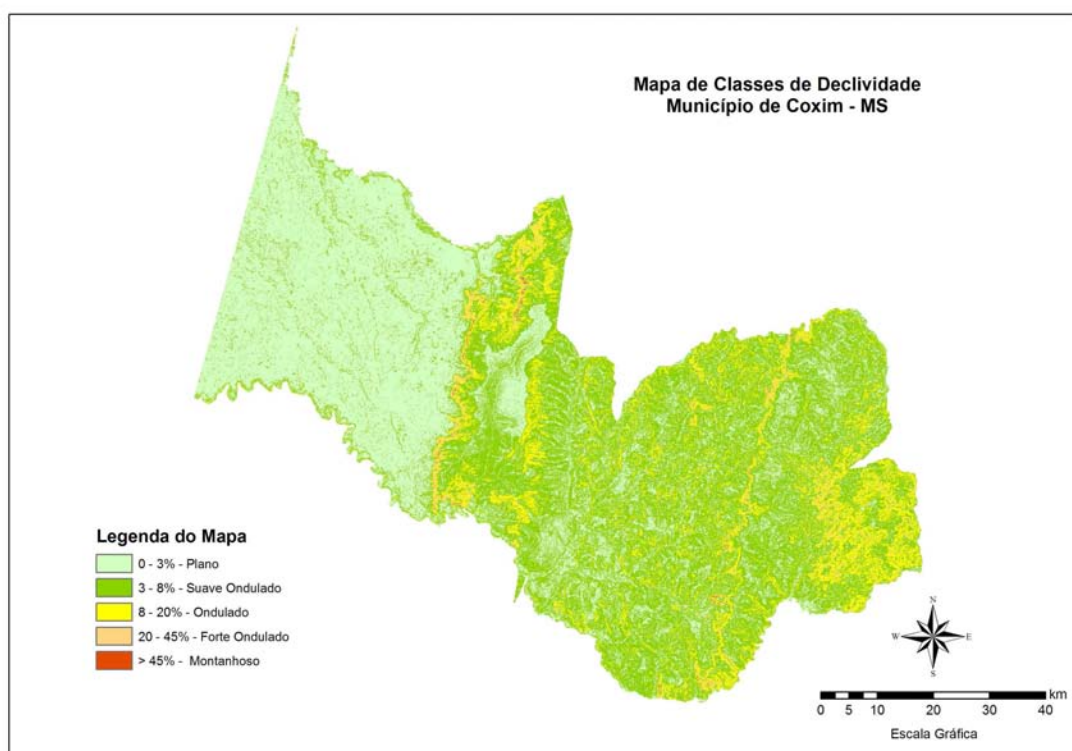 Mapa de Classes de Declividade
Município de Coxim - MS
Legenda do Mapa
0 - 3% - Plano
3 - 8% - Suave Ondulado
8 - 20% - Ondulado
20 - 45% - Forte Ondulado
> 45% - Montanhoso
N
W E
S
km
0 5 10 20 30 40
Escala Gráfica